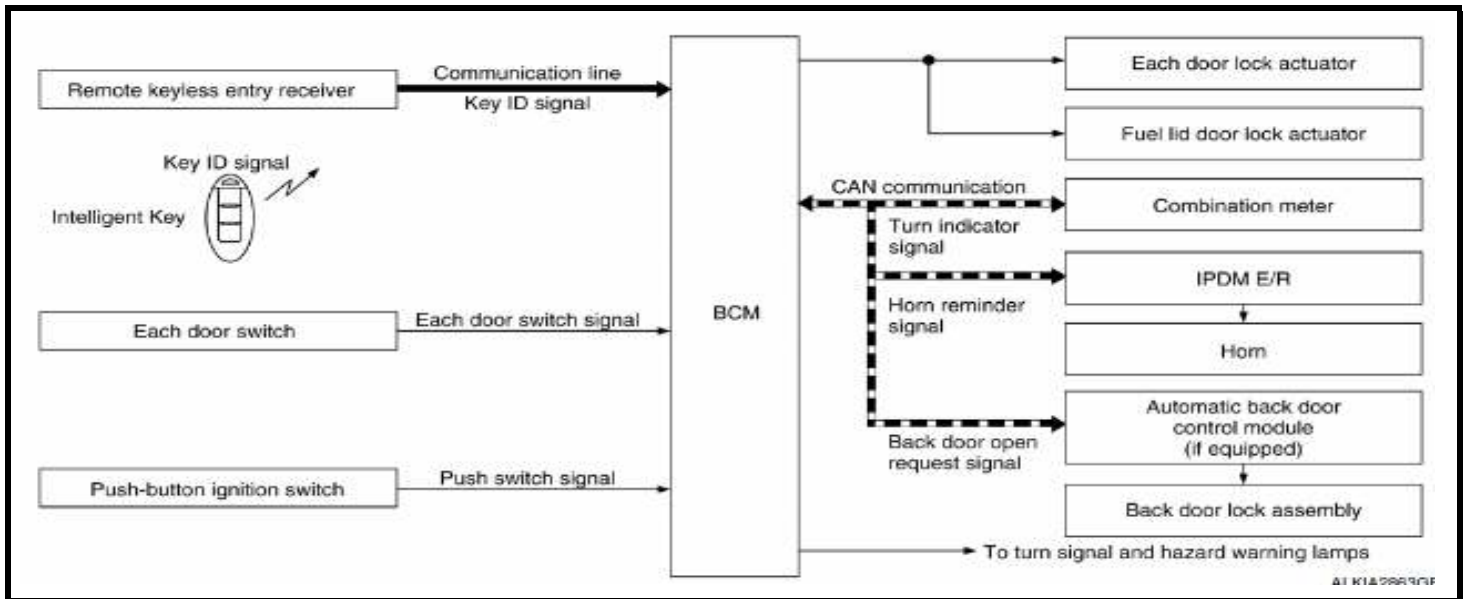 Remote keyless entry receiver
Communication line
Key ID signal
Key ID signal
Intelligent Key
Each door switch
Each door switch signal
Push-button ignition switch
Push switch signal
BCM
Each door lock actuator
Fuel lid door lock actuator
CAN communication
Combination meter
Turn indicator
signal
IPDM E/R
Horn reminder
signal
Horn
Automatic back door
control module
(if equipped)
Back door open
request signal
Back door lock assembly
To turn signal and hazard warning lamps